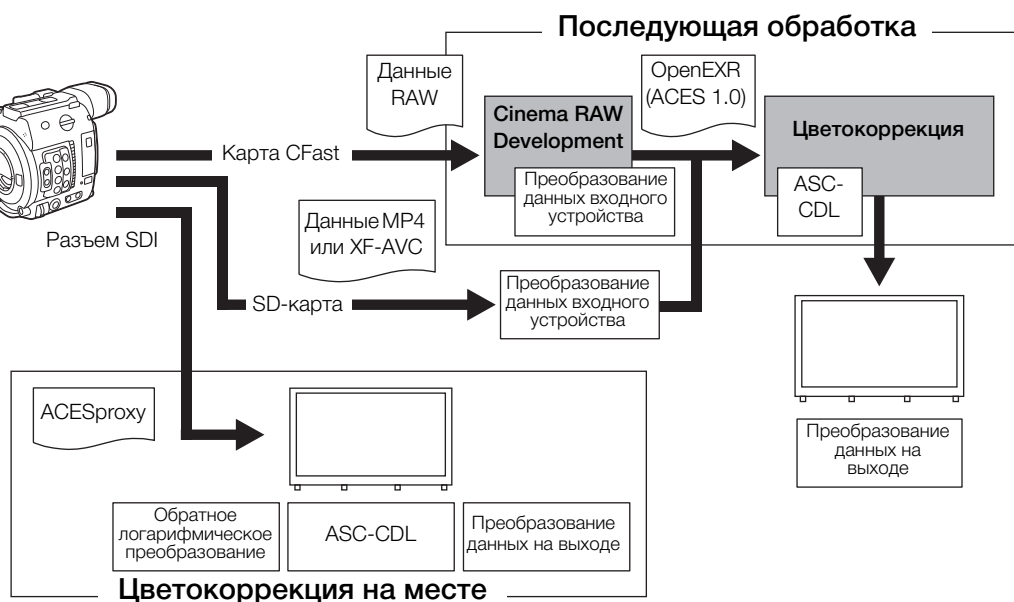 Последующая обработка
Данные
RAW
OpenEXR
(ACES 1.0)
Cinema RAW
Development
Цветокоррекция
Карта CFast
Преобразование
данных входного
устройства
ASC-
CDL
Данные MP4
или XF-AVC
Разъем SDI
SD-карта
Преобразование
данных входного
устройства
ACESproxy
Преобразование
данных на
выходе
Обратное
логарифмическое
преобразование
ASC-CDL
Преобразование
данных на выходе
Цветокоррекция на месте